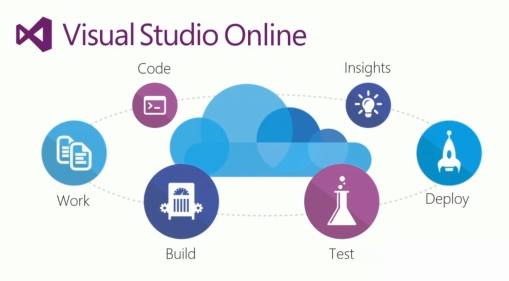 Visual Studio Online
Code
Insights
Work
Deploy
Build
Test